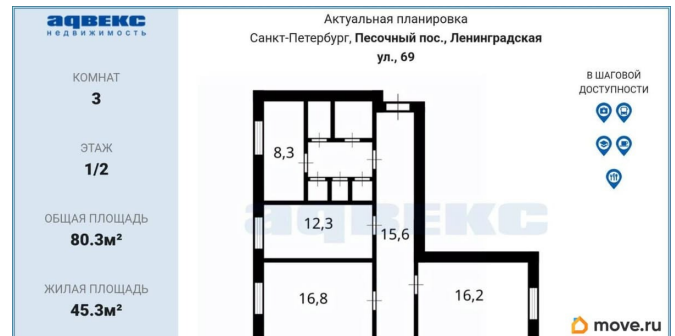 адвекс
недвижимость
КОМНАТ
3
ЭТАЖ
1/2
ОБЩАЯ ПЛОЩАДЬ
80.3м²
ЖИЛАЯ ПЛОЩАДЬ
45.3м²
Актуальная планировка
Санкт-Петербург, Песочный пос., Ленинградская
ул., 69
8,3
адвекс
12,3
15,6
16,8
16,2
В ШАГОВОЙ
ДОСТУПНОСТИ
move.ru